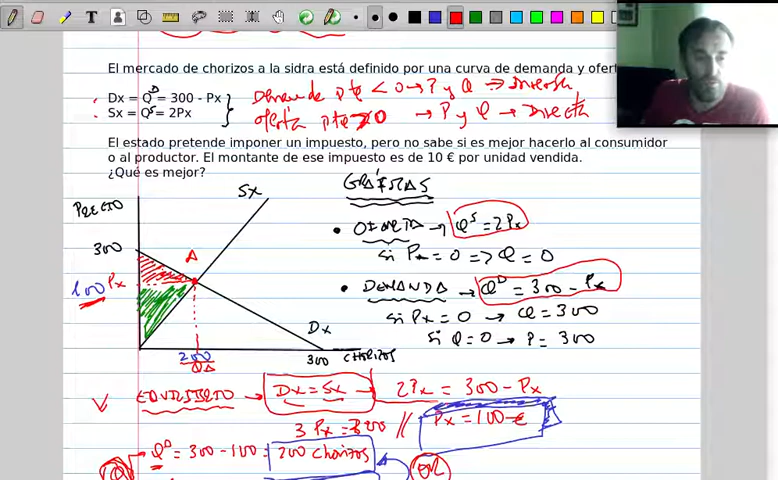 El mercado de chorizos a la sidra está definido por una curva de demanda y ofert
Dx = Q^D = 300 - Px
Demanda pte < 0 → P y Q → Inversa
Sx = Q^S = 2Px
oferta pte > 0 → P y Q → Directa
El estado pretende imponer un impuesto, pero no sabe si es mejor hacerlo al consumidor
o al productor. El montante de ese impuesto es de 10 € por unidad vendida.
¿Qué es mejor?
GRÁFICAS
PRECIO
Sx
300
A
100 Px
Dx
200
QA
300
CHORIZOS
• OFERTA → Q^S = 2Px
si Px = 0 => Q = 0
• DEMANDA → Q^D = 300 - Px
si Px = 0 → Q = 300
si Q = 0 → P = 300
EQUILIBRIO → Dx = Sx → 2Px = 300 - Px
3 Px = 300 // Px = 100 €
Q^D = 300 - 100 = 200 chorizos